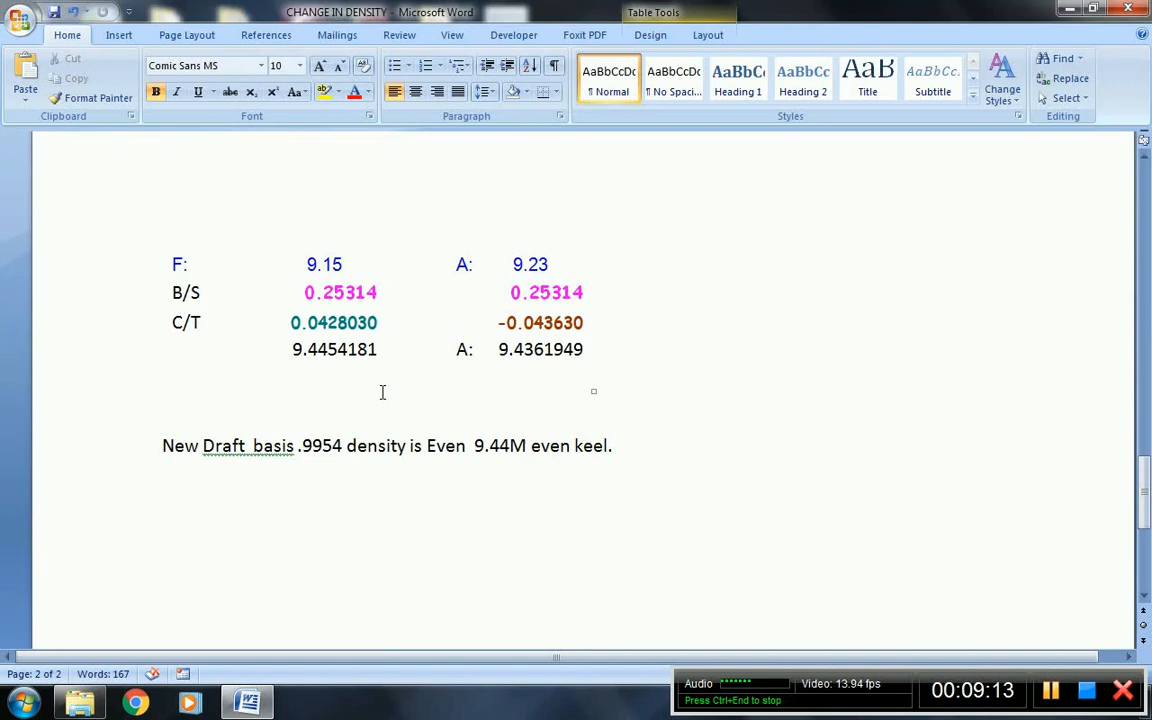 CHANGE IN DENSITY - Microsoft Word
Table Tools
Home Insert Page Layout References Mailings Review View Developer Foxit PDF Design Layout
Paste
Cut
Copy
Format Painter
Clipboard
Comic Sans MS 10
B I U abc x₂ x² Aa
Font
Paragraph
AaBbCcDc AaBbCcDc AaBbC AaBbCc AaB AaBbCc.
¶ Normal ¶ No Spaci... Heading 1 Heading 2 Title Subtitle
Change Styles
Styles
Find
Replace
Select
Editing
F: 9.15 A: 9.23
B/S 0.25314 0.25314
C/T 0.0428030 -0.043630
9.4454181 A: 9.4361949
New Draft basis .9954 density is Even 9.44M even keel.
Page: 2 of 2 Words: 167
Audio Video: 13.94 fps
Press Ctrl+End to stop
00:09:13